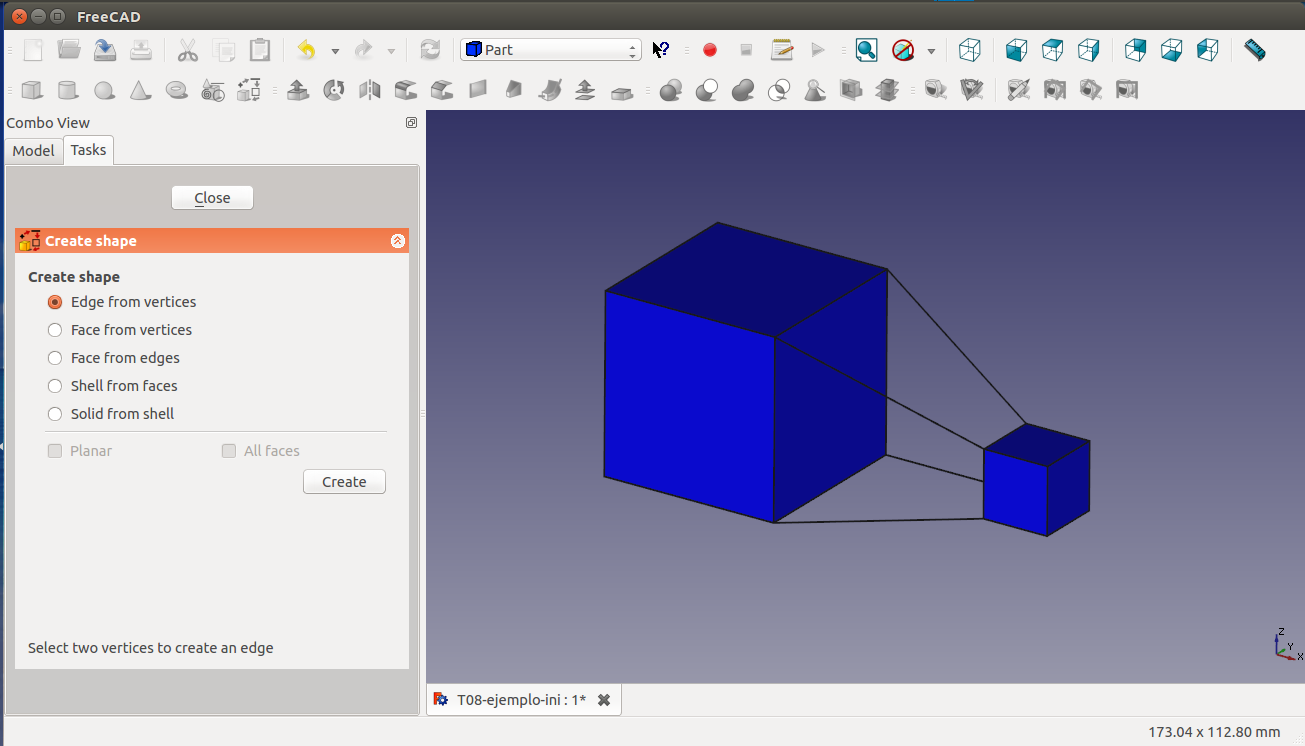 FreeCAD
Part
Combo View
Model
Tasks
Close
Create shape
Create shape
Edge from vertices
Face from vertices
Face from edges
Shell from faces
Solid from shell
Planar
All faces
Create
Select two vertices to create an edge
Z
Y
X
T08-ejemplo-ini : 1*
173.04 x 112.80 mm